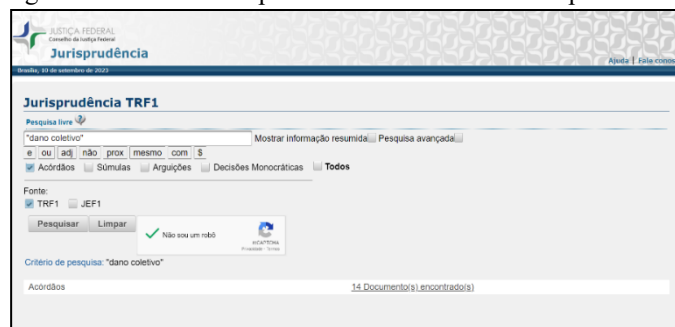 JUSTIÇA FEDERAL
Conselho da Justiça Federal
Jurisprudência
Ajuda | Fale conos
Brasília, 10 de setembro de 2023
Jurisprudência TRF1
Pesquisa livre
"dano coletivo" Mostrar informação resumida Pesquisa avançada
e ou adj não prox mesmo com $
Acórdãos Súmulas Arguições Decisões Monocráticas Todos
Fonte:
TRF1 JEF1
Pesquisar Limpar Não sou um robô
reCAPTCHA
Privacidade - Termos
Critério de pesquisa: "dano coletivo"
Acórdãos 14 Documento(s) encontrado(s)